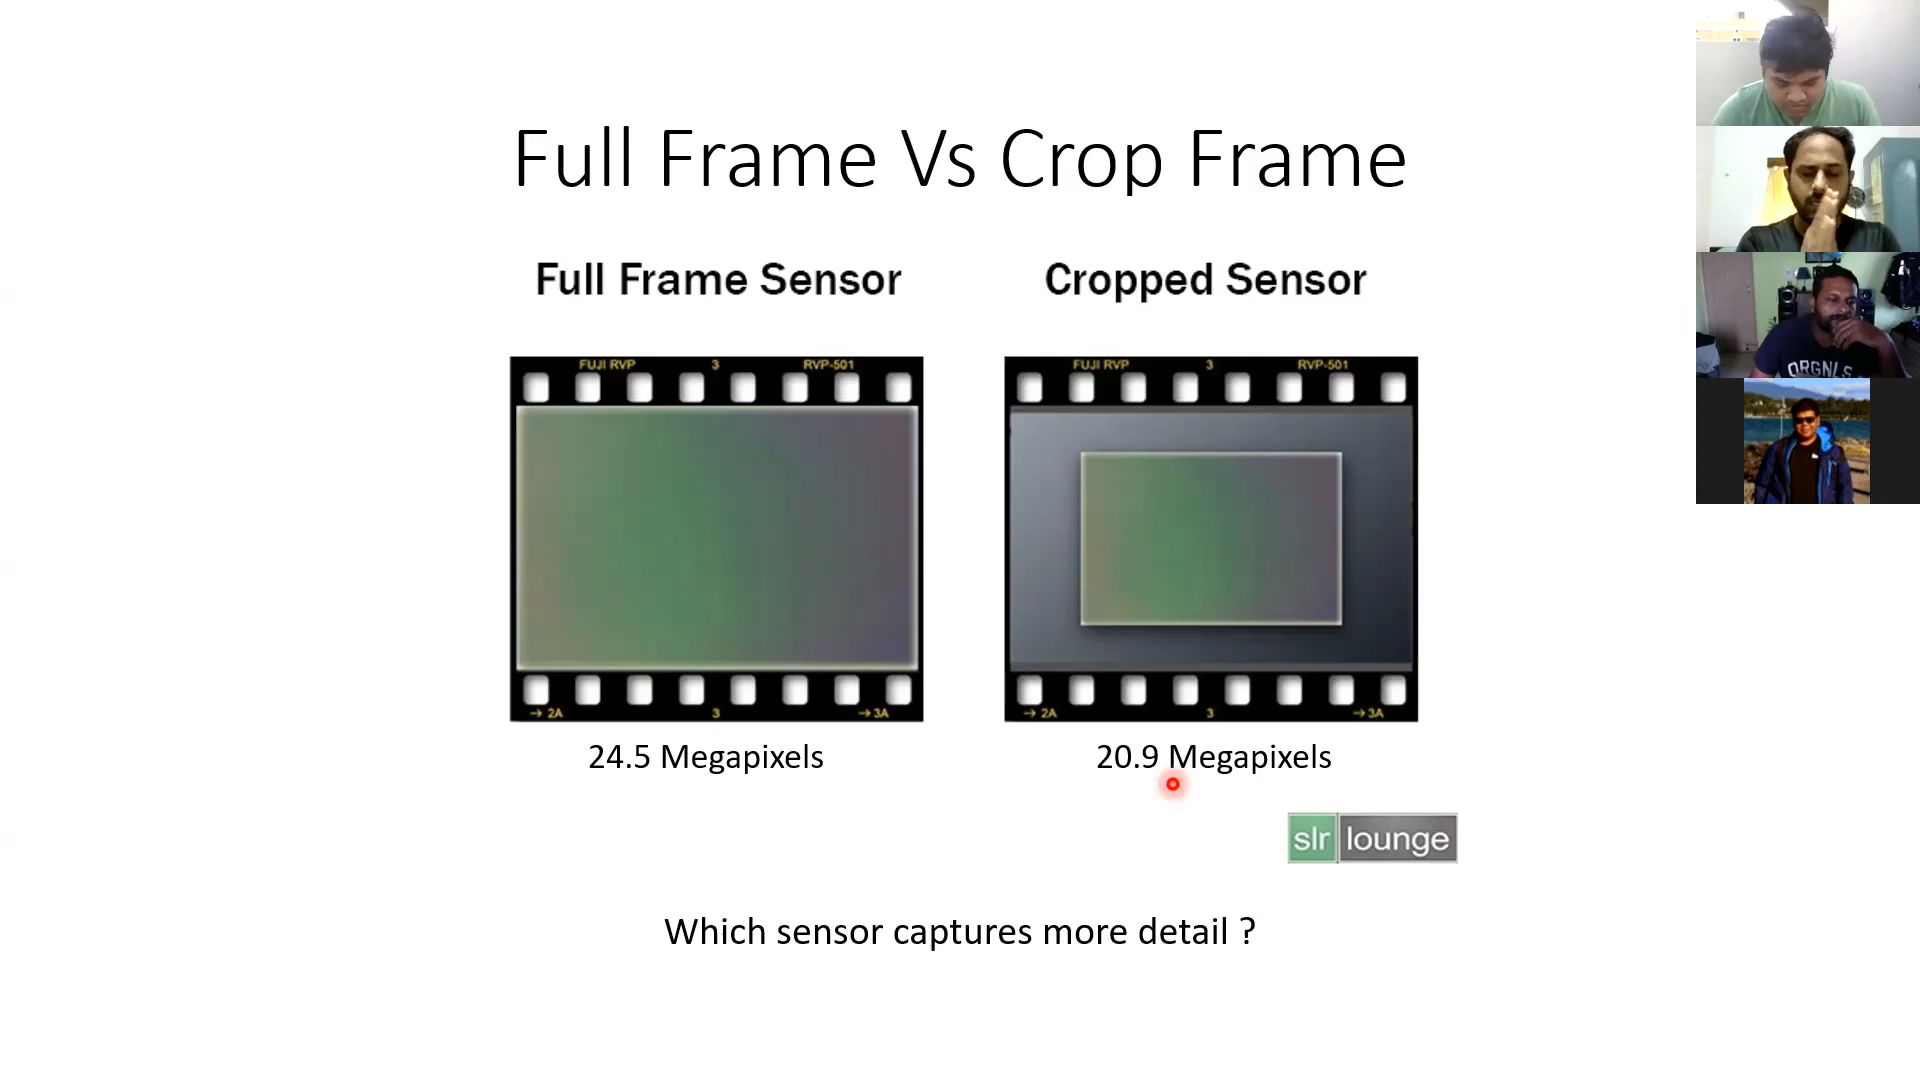 Full Frame Vs Crop Frame
Full Frame Sensor
Cropped Sensor
FUJI RVP 3 RVP-501
FUJI RVP 3 RVP-501
→ 2A 3 → 3A
→ 2A 3 → 3A
24.5 Megapixels
20.9 Megapixels
slr lounge
Which sensor captures more detail ?
ORGNLS